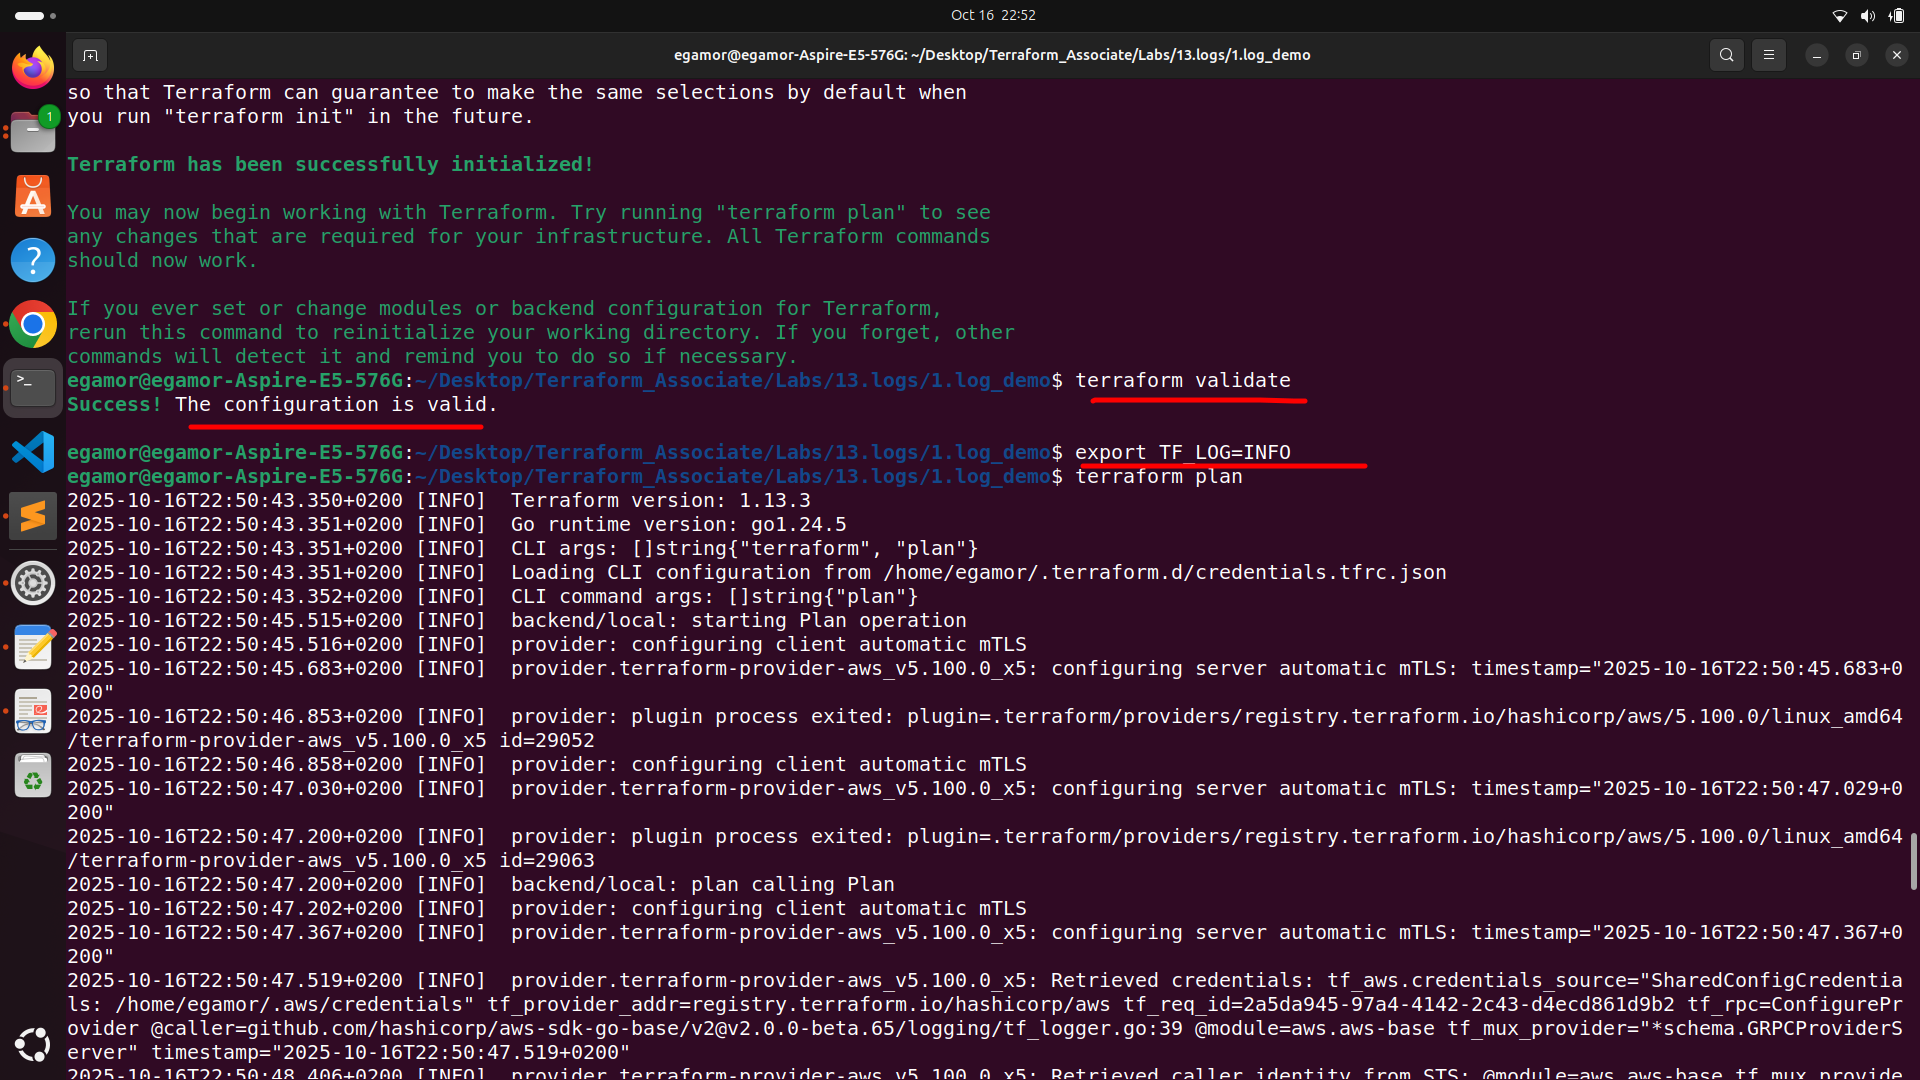 Oct 16 22:52
egamor@egamor-Aspire-E5-576G: ~/Desktop/Terraform_Associate/Labs/13.logs/1.log_demo
1
so that Terraform can guarantee to make the same selections by default when
you run "terraform init" in the future.
Terraform has been successfully initialized!
You may now begin working with Terraform. Try running "terraform plan" to see
any changes that are required for your infrastructure. All Terraform commands
should now work.
If you ever set or change modules or backend configuration for Terraform,
rerun this command to reinitialize your working directory. If you forget, other
commands will detect it and remind you to do so if necessary.
egamor@egamor-Aspire-E5-576G:~/Desktop/Terraform_Associate/Labs/13.logs/1.log_demo$ terraform validate
Success! The configuration is valid.
egamor@egamor-Aspire-E5-576G:~/Desktop/Terraform_Associate/Labs/13.logs/1.log_demo$ export TF_LOG=INFO
egamor@egamor-Aspire-E5-576G:~/Desktop/Terraform_Associate/Labs/13.logs/1.log_demo$ terraform plan
2025-10-16T22:50:43.350+0200 [INFO]  Terraform version: 1.13.3
2025-10-16T22:50:43.351+0200 [INFO]  Go runtime version: go1.24.5
2025-10-16T22:50:43.351+0200 [INFO]  CLI args: []string{"terraform", "plan"}
2025-10-16T22:50:43.351+0200 [INFO]  Loading CLI configuration from /home/egamor/.terraform.d/credentials.tfrc.json
2025-10-16T22:50:43.352+0200 [INFO]  CLI command args: []string{"plan"}
2025-10-16T22:50:45.515+0200 [INFO]  backend/local: starting Plan operation
2025-10-16T22:50:45.516+0200 [INFO]  provider: configuring client automatic mTLS
2025-10-16T22:50:45.683+0200 [INFO]  provider.terraform-provider-aws_v5.100.0_x5: configuring server automatic mTLS: timestamp="2025-10-16T22:50:45.683+0
200"
2025-10-16T22:50:46.853+0200 [INFO]  provider: plugin process exited: plugin=.terraform/providers/registry.terraform.io/hashicorp/aws/5.100.0/linux_amd64
/terraform-provider-aws_v5.100.0_x5 id=29052
2025-10-16T22:50:46.858+0200 [INFO]  provider: configuring client automatic mTLS
2025-10-16T22:50:47.030+0200 [INFO]  provider.terraform-provider-aws_v5.100.0_x5: configuring server automatic mTLS: timestamp="2025-10-16T22:50:47.029+0
200"
2025-10-16T22:50:47.200+0200 [INFO]  provider: plugin process exited: plugin=.terraform/providers/registry.terraform.io/hashicorp/aws/5.100.0/linux_amd64
/terraform-provider-aws_v5.100.0_x5 id=29063
2025-10-16T22:50:47.200+0200 [INFO]  backend/local: plan calling Plan
2025-10-16T22:50:47.202+0200 [INFO]  provider: configuring client automatic mTLS
2025-10-16T22:50:47.367+0200 [INFO]  provider.terraform-provider-aws_v5.100.0_x5: configuring server automatic mTLS: timestamp="2025-10-16T22:50:47.367+0
200"
2025-10-16T22:50:47.519+0200 [INFO]  provider.terraform-provider-aws_v5.100.0_x5: Retrieved credentials: tf_aws.credentials_source="SharedConfigCredentia
ls: /home/egamor/.aws/credentials" tf_provider_addr=registry.terraform.io/hashicorp/aws tf_req_id=2a5da945-97a4-4142-2c43-d4ecd861d9b2 tf_rpc=ConfigurePr
ovider @caller=github.com/hashicorp/aws-sdk-go-base/v2@v2.0.0-beta.65/logging/tf_logger.go:39 @module=aws.aws-base tf_mux_provider="*schema.GRPCProviderS
erver" timestamp="2025-10-16T22:50:47.519+0200"
2025-10-16T22:50:48.406+0200 [INFO]  provider.terraform-provider-aws_v5.100.0_x5: Retrieved caller identity from STS: @module=aws.aws-base tf_mux_provide